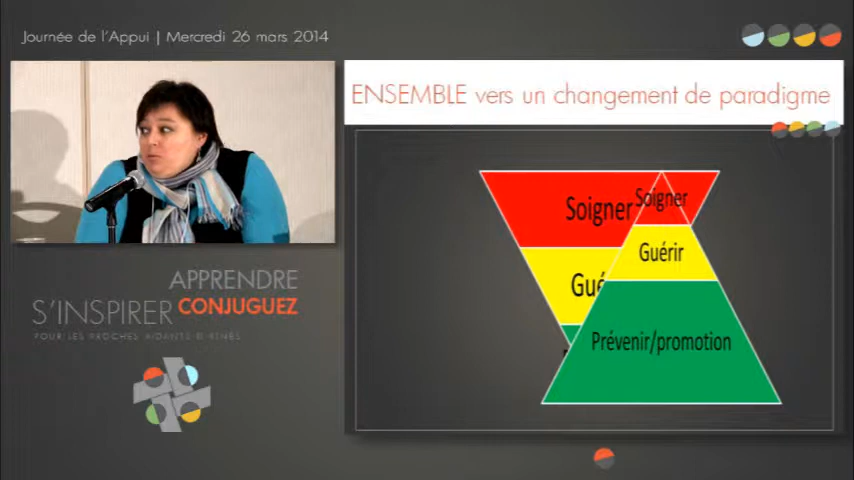 Journée de l'Appui | Mercredi 26 mars 2014
ENSEMBLE vers un changement de paradigme
Soigner
Soigner
Gué
Guérir
Prévenir/promotion
APPRENDRE
S'INSPIRER CONJUGUEZ
POUR LES PROCHES AIDANTS D'AÎNÉS